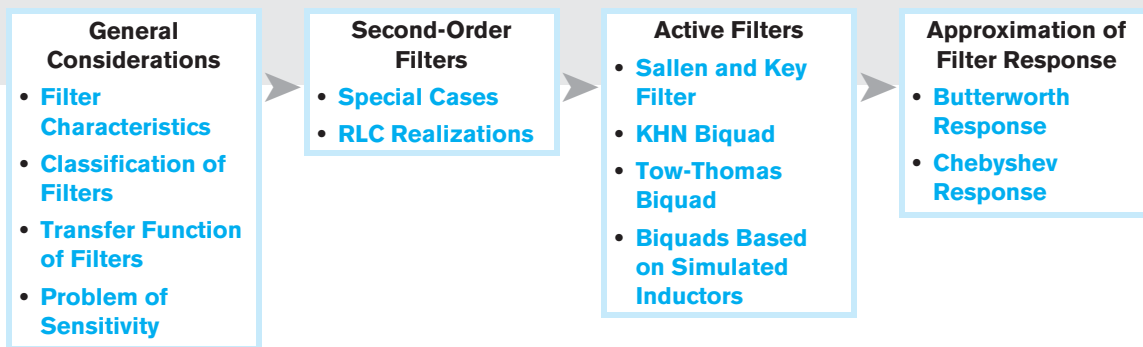 General
Considerations
• Filter
Characteristics
• Classification of
Filters
• Transfer Function
of Filters
• Problem of
Sensitivity
Second-Order
Filters
• Special Cases
• RLC Realizations
Active Filters
• Sallen and Key
Filter
• KHN Biquad
• Tow-Thomas
Biquad
• Biquads Based
on Simulated
Inductors
Approximation of
Filter Response
• Butterworth
Response
• Chebyshev
Response